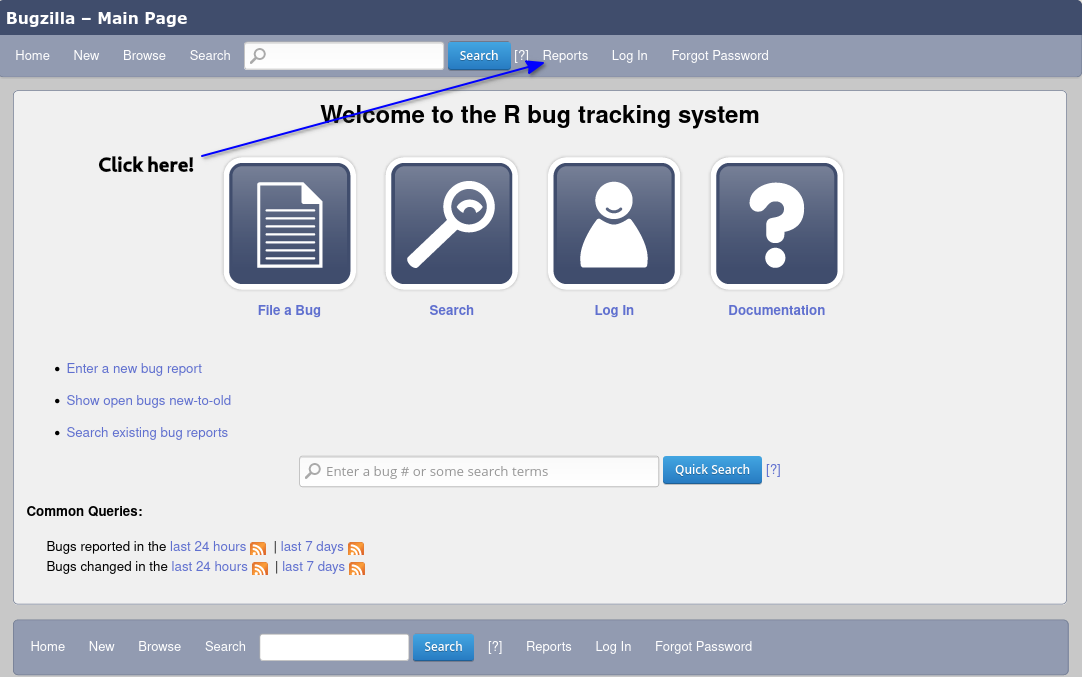 Bugzilla – Main Page
Home New Browse Search Search [?] Reports Log In Forgot Password
Welcome to the R bug tracking system
Click here!
File a Bug Search Log In Documentation
• Enter a new bug report
• Show open bugs new-to-old
• Search existing bug reports
Enter a bug # or some search terms Quick Search [?]
Common Queries:
Bugs reported in the last 24 hours | last 7 days
Bugs changed in the last 24 hours | last 7 days
Home New Browse Search Search [?] Reports Log In Forgot Password